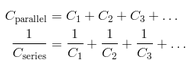 C_parallel = C_1 + C_2 + C_3 + ...
1/C_series = 1/C_1 + 1/C_2 + 1/C_3 + ...